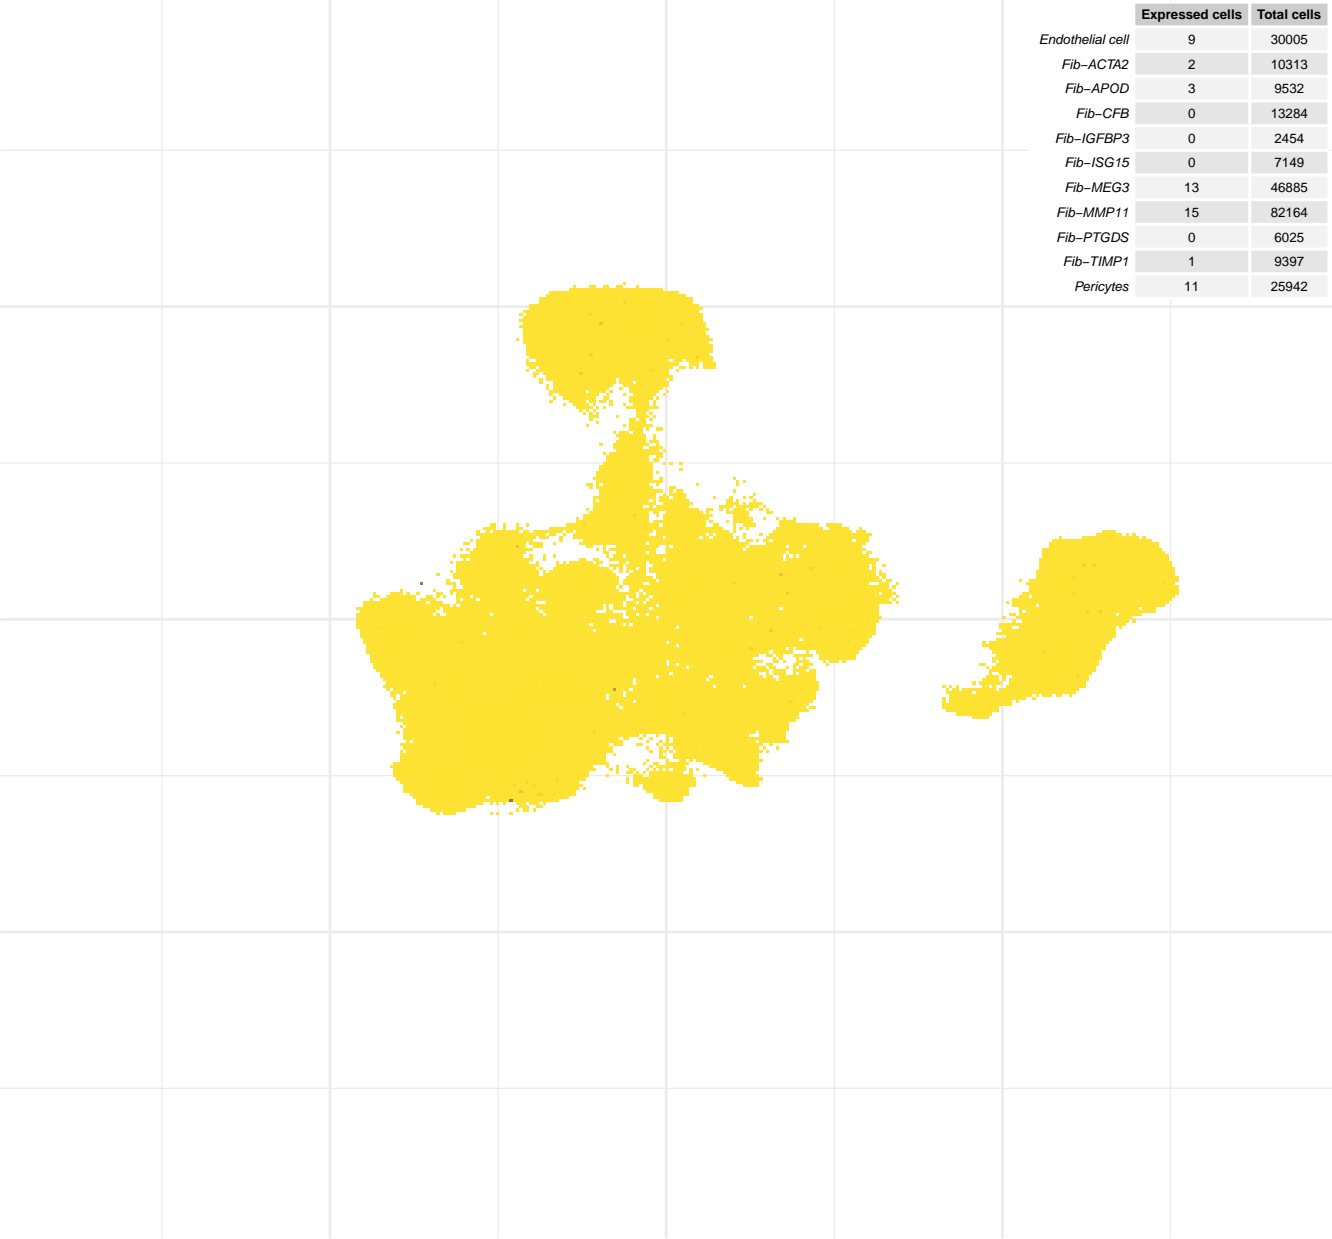 Expressed cells Total cells
Endothelial cell 9 30005
Fib−ACTA2 2 10313
Fib−APOD 3 9532
Fib−CFB 0 13284
Fib−IGFBP3 0 2454
Fib−ISG15 0 7149
Fib−MEG3 13 46885
Fib−MMP11 15 82164
Fib−PTGDS 0 6025
Fib−TIMP1 1 9397
Pericytes 11 25942